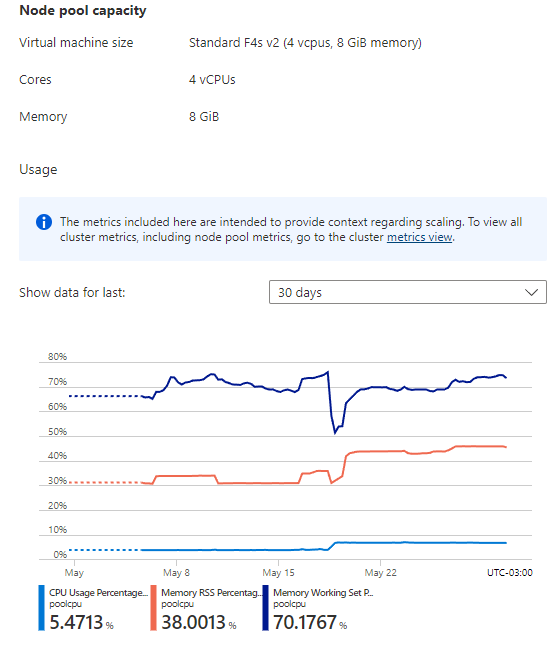 Node pool capacity
Virtual machine size Standard F4s v2 (4 vcpus, 8 GiB memory)
Cores 4 vCPUs
Memory 8 GiB
Usage
The metrics included here are intended to provide context regarding scaling. To view all
cluster metrics, including node pool metrics, go to the cluster metrics view.
Show data for last: 30 days
80%
70%
60%
50%
40%
30%
20%
10%
0%
May May 8 May 15 May 22 UTC-03:00
CPU Usage Percentage... Memory RSS Percentag... Memory Working Set P...
poolcpu poolcpu poolcpu
5.4713 % 38.0013 % 70.1767 %